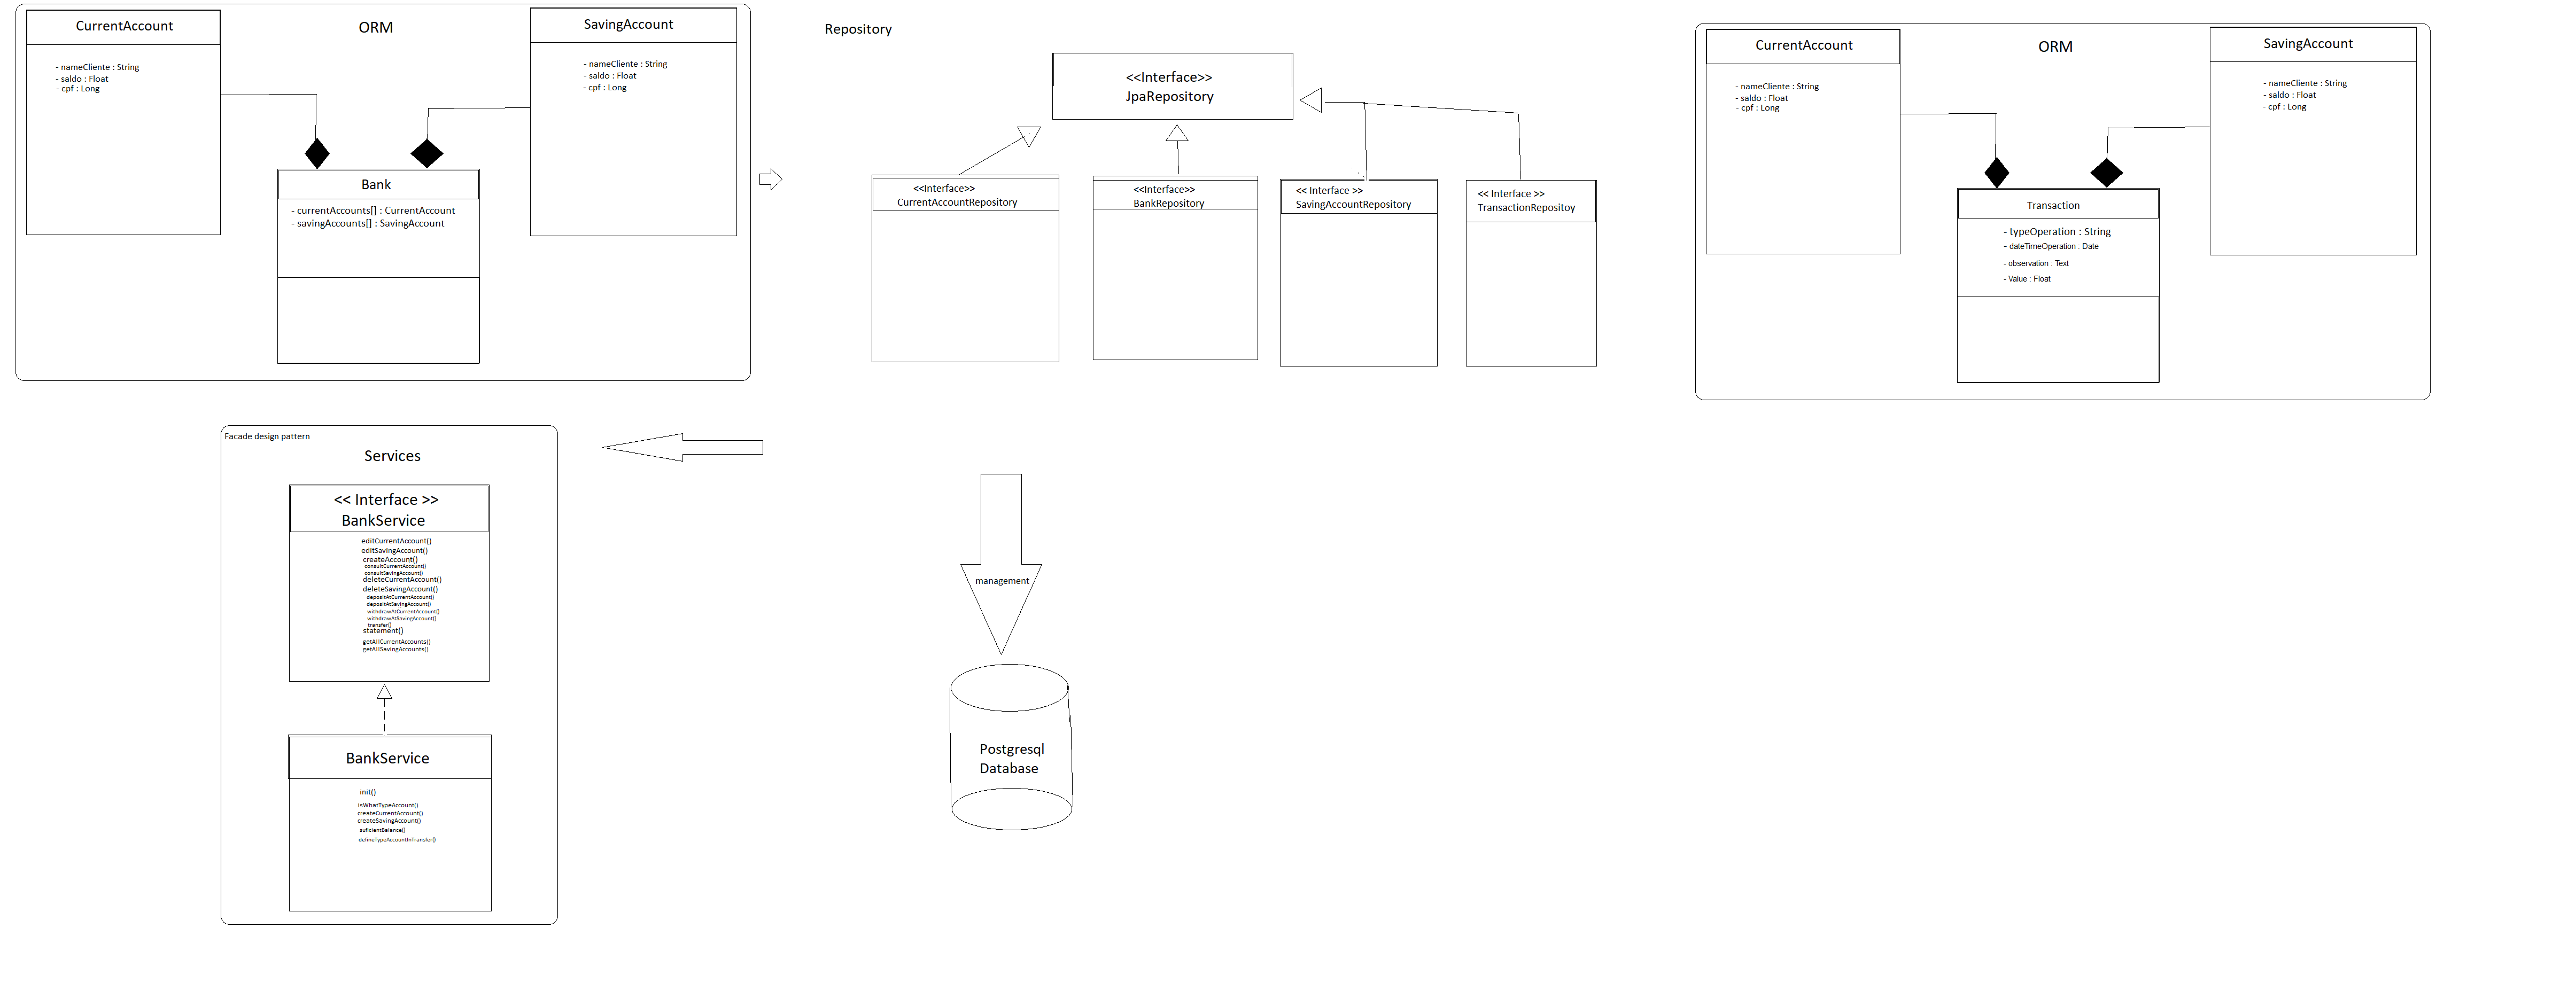 CurrentAccount
- nameCliente : String
- saldo : Float
- cpf : Long
ORM
SavingAccount
- nameCliente : String
- saldo : Float
- cpf : Long
Bank
- currentAccounts[] : CurrentAccount
- savingAccounts[] : SavingAccount
Repository
<<Interface>>
JpaRepository
<<Interface>>
CurrentAccountRepository
<<Interface>>
BankRepository
<< Interface >>
SavingAccountRepository
<< Interface >>
TransactionRepositoy
CurrentAccount
- nameCliente : String
- saldo : Float
- cpf : Long
ORM
SavingAccount
- nameCliente : String
- saldo : Float
- cpf : Long
Transaction
- typeOperation : String
- dateTimeOperation : Date
- observation : Text
- Value : Float
Facade design pattern
Services
<< Interface >>
BankService
editCurrentAccount()
editSavingAccount()
createAccount()
consultCurrentAccount()
consultSavingAccount()
deleteCurrentAccount()
deleteSavingAccount()
depositAtCurrentAccount()
depositAtSavingAccount()
withdrawAtCurrentAccount()
withdrawAtSavingAccount()
transfer()
statement()
getAllCurrentAccounts()
getAllSavingAccounts()
BankService
init()
isWhatTypeAccount()
createCurrentAccount()
createSavingAccount()
suficientBalance()
defineTypeAccountInTransfer()
management
Postgresql
Database